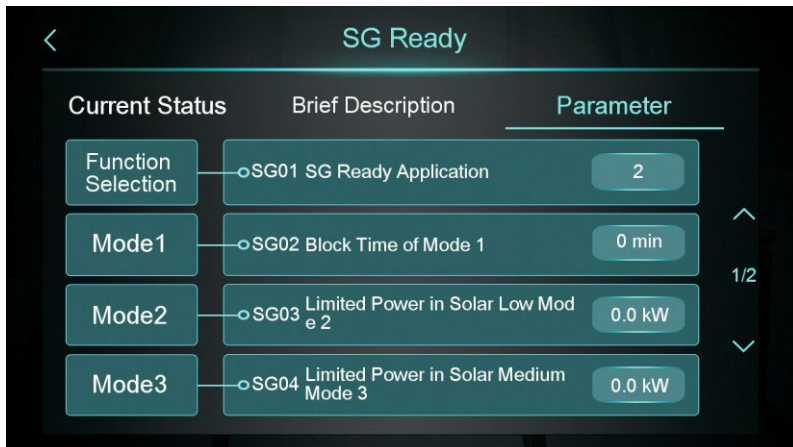 SG Ready
Current Status Brief Description Parameter
Function
Selection
SG01 SG Ready Application 2
Mode1 SG02 Block Time of Mode 1 0 min
1/2
Mode2 SG03 Limited Power in Solar Low Mod
e 2 0.0 kW
Mode3 SG04 Limited Power in Solar Medium
Mode 3 0.0 kW